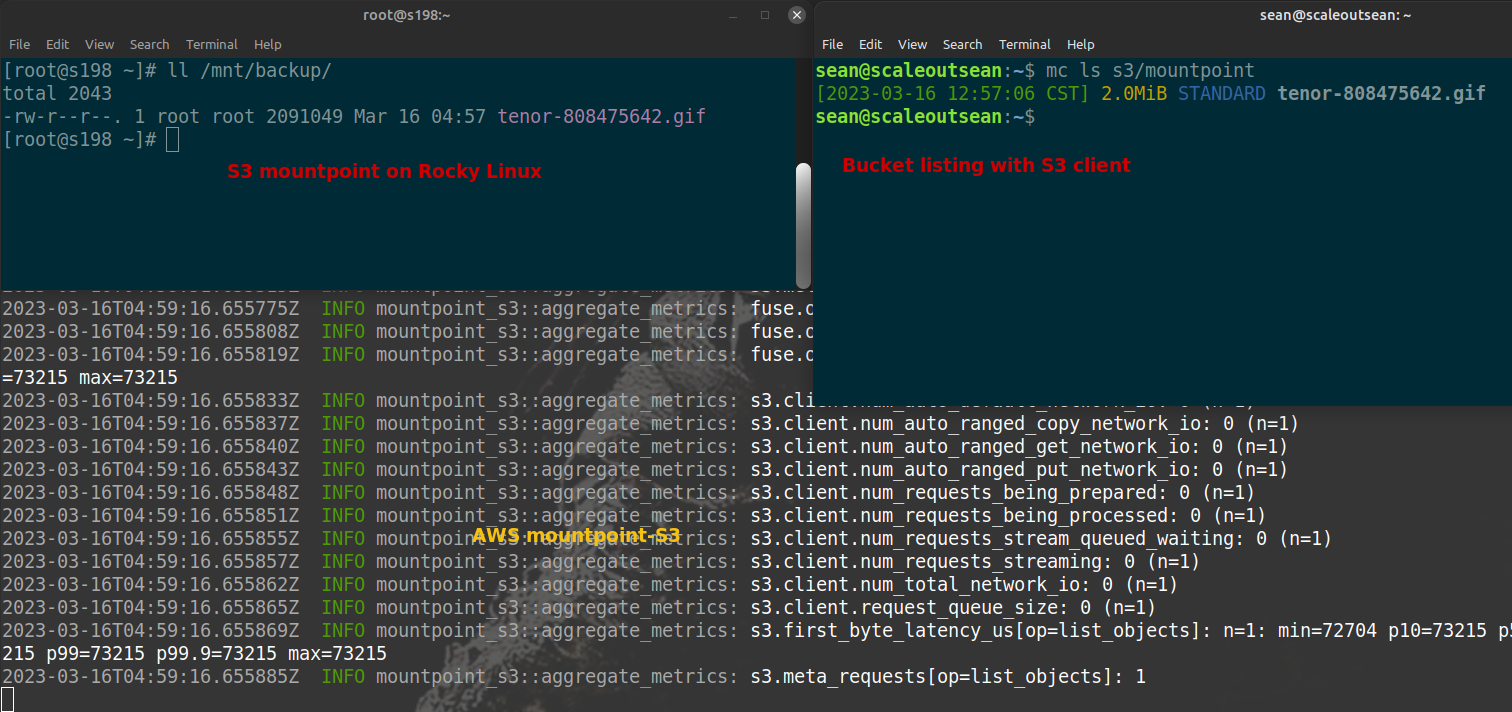 root@s198:~
File Edit View Search Terminal Help
[root@s198 ~]# ll /mnt/backup/
total 2043
-rw-r--r--. 1 root root 2091049 Mar 16 04:57 tenor-808475642.gif
[root@s198 ~]#
S3 mountpoint on Rocky Linux
sean@scaleoutsean: ~
File Edit View Search Terminal Help
sean@scaleoutsean:~$ mc ls s3/mountpoint
[2023-03-16 12:57:06 CST] 2.0MiB STANDARD tenor-808475642.gif
sean@scaleoutsean:~$
Bucket listing with S3 client
2023-03-16T04:59:16.655775Z INFO mountpoint_s3::aggregate_metrics: fuse.
2023-03-16T04:59:16.655808Z INFO mountpoint_s3::aggregate_metrics: fuse.
2023-03-16T04:59:16.655819Z INFO mountpoint_s3::aggregate_metrics: fuse.
=73215 max=73215
2023-03-16T04:59:16.655833Z INFO mountpoint_s3::aggregate_metrics: s3.client.num_auto_default_network_io: 0 (n=1)
2023-03-16T04:59:16.655837Z INFO mountpoint_s3::aggregate_metrics: s3.client.num_auto_ranged_copy_network_io: 0 (n=1)
2023-03-16T04:59:16.655840Z INFO mountpoint_s3::aggregate_metrics: s3.client.num_auto_ranged_get_network_io: 0 (n=1)
2023-03-16T04:59:16.655843Z INFO mountpoint_s3::aggregate_metrics: s3.client.num_auto_ranged_put_network_io: 0 (n=1)
2023-03-16T04:59:16.655848Z INFO mountpoint_s3::aggregate_metrics: s3.client.num_requests_being_prepared: 0 (n=1)
2023-03-16T04:59:16.655851Z INFO mountpoint_s3::aggregate_metrics: s3.client.num_requests_being_processed: 0 (n=1)
AWS mountpoint-S3
2023-03-16T04:59:16.655855Z INFO mountpoint_s3::aggregate_metrics: s3.client.num_requests_stream_queued_waiting: 0 (n=1)
2023-03-16T04:59:16.655857Z INFO mountpoint_s3::aggregate_metrics: s3.client.num_requests_streaming: 0 (n=1)
2023-03-16T04:59:16.655862Z INFO mountpoint_s3::aggregate_metrics: s3.client.num_total_network_io: 0 (n=1)
2023-03-16T04:59:16.655865Z INFO mountpoint_s3::aggregate_metrics: s3.client.request_queue_size: 0 (n=1)
2023-03-16T04:59:16.655869Z INFO mountpoint_s3::aggregate_metrics: s3.first_byte_latency_us[op=list_objects]: n=1: min=72704 p10=73215
215 p99=73215 p99.9=73215 max=73215
2023-03-16T04:59:16.655885Z INFO mountpoint_s3::aggregate_metrics: s3.meta_requests[op=list_objects]: 1